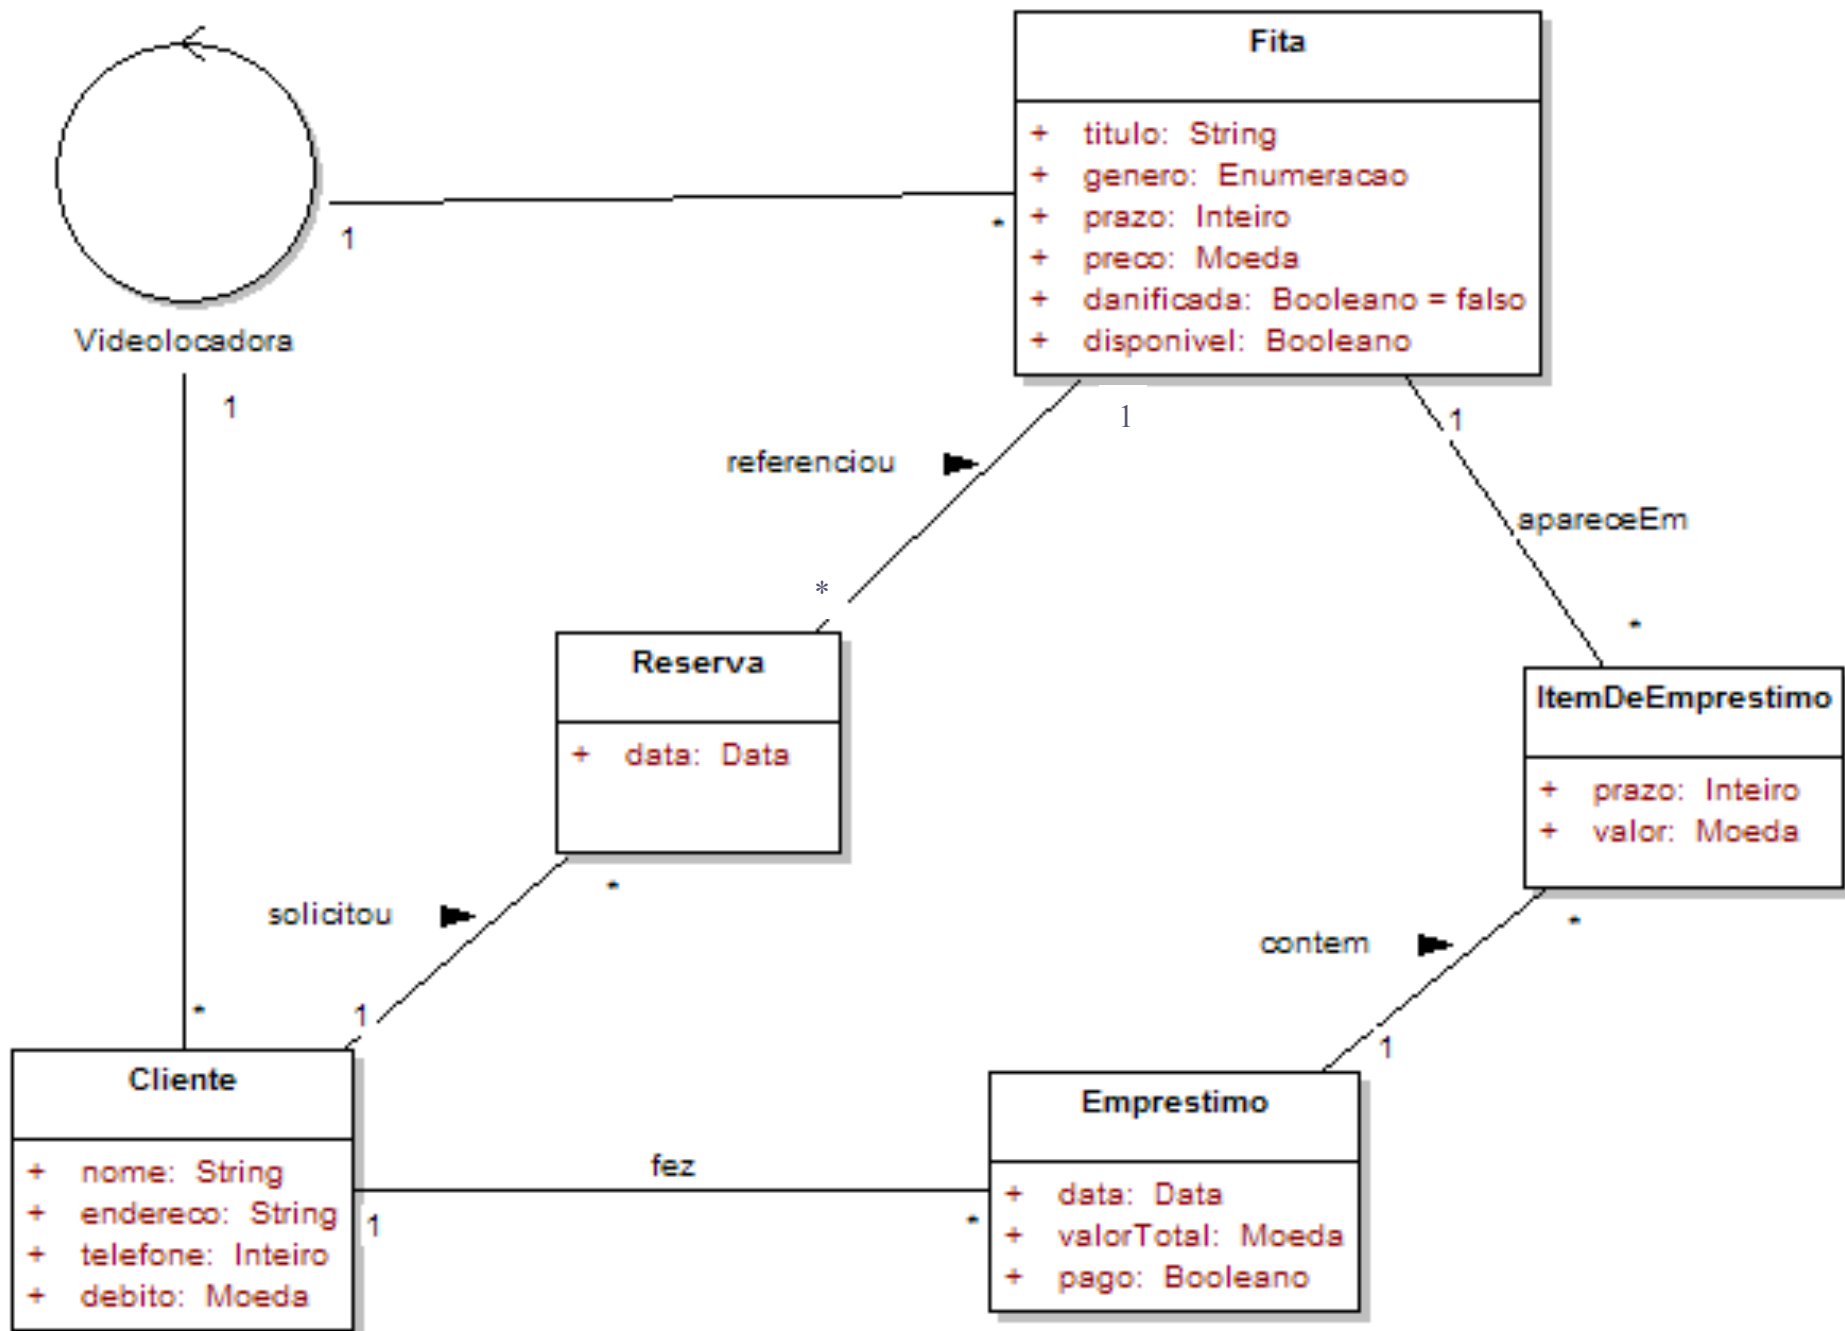 Fita
+ titulo: String
+ genero: Enumeracao
+ prazo: Inteiro
+ preco: Moeda
+ danificada: Booleano = falso
+ disponivel: Booleano
1
*
Videolocadora
1
1
1
referenciou
apareceEm
*
*
Reserva
+ data: Data
ItemDeEmprestimo
+ prazo: Inteiro
+ valor: Moeda
*
solicitou
*
contem
*
1
1
Cliente
+ nome: String
+ endereco: String
+ telefone: Inteiro
+ debito: Moeda
fez
1
*
Emprestimo
+ data: Data
+ valorTotal: Moeda
+ pago: Booleano